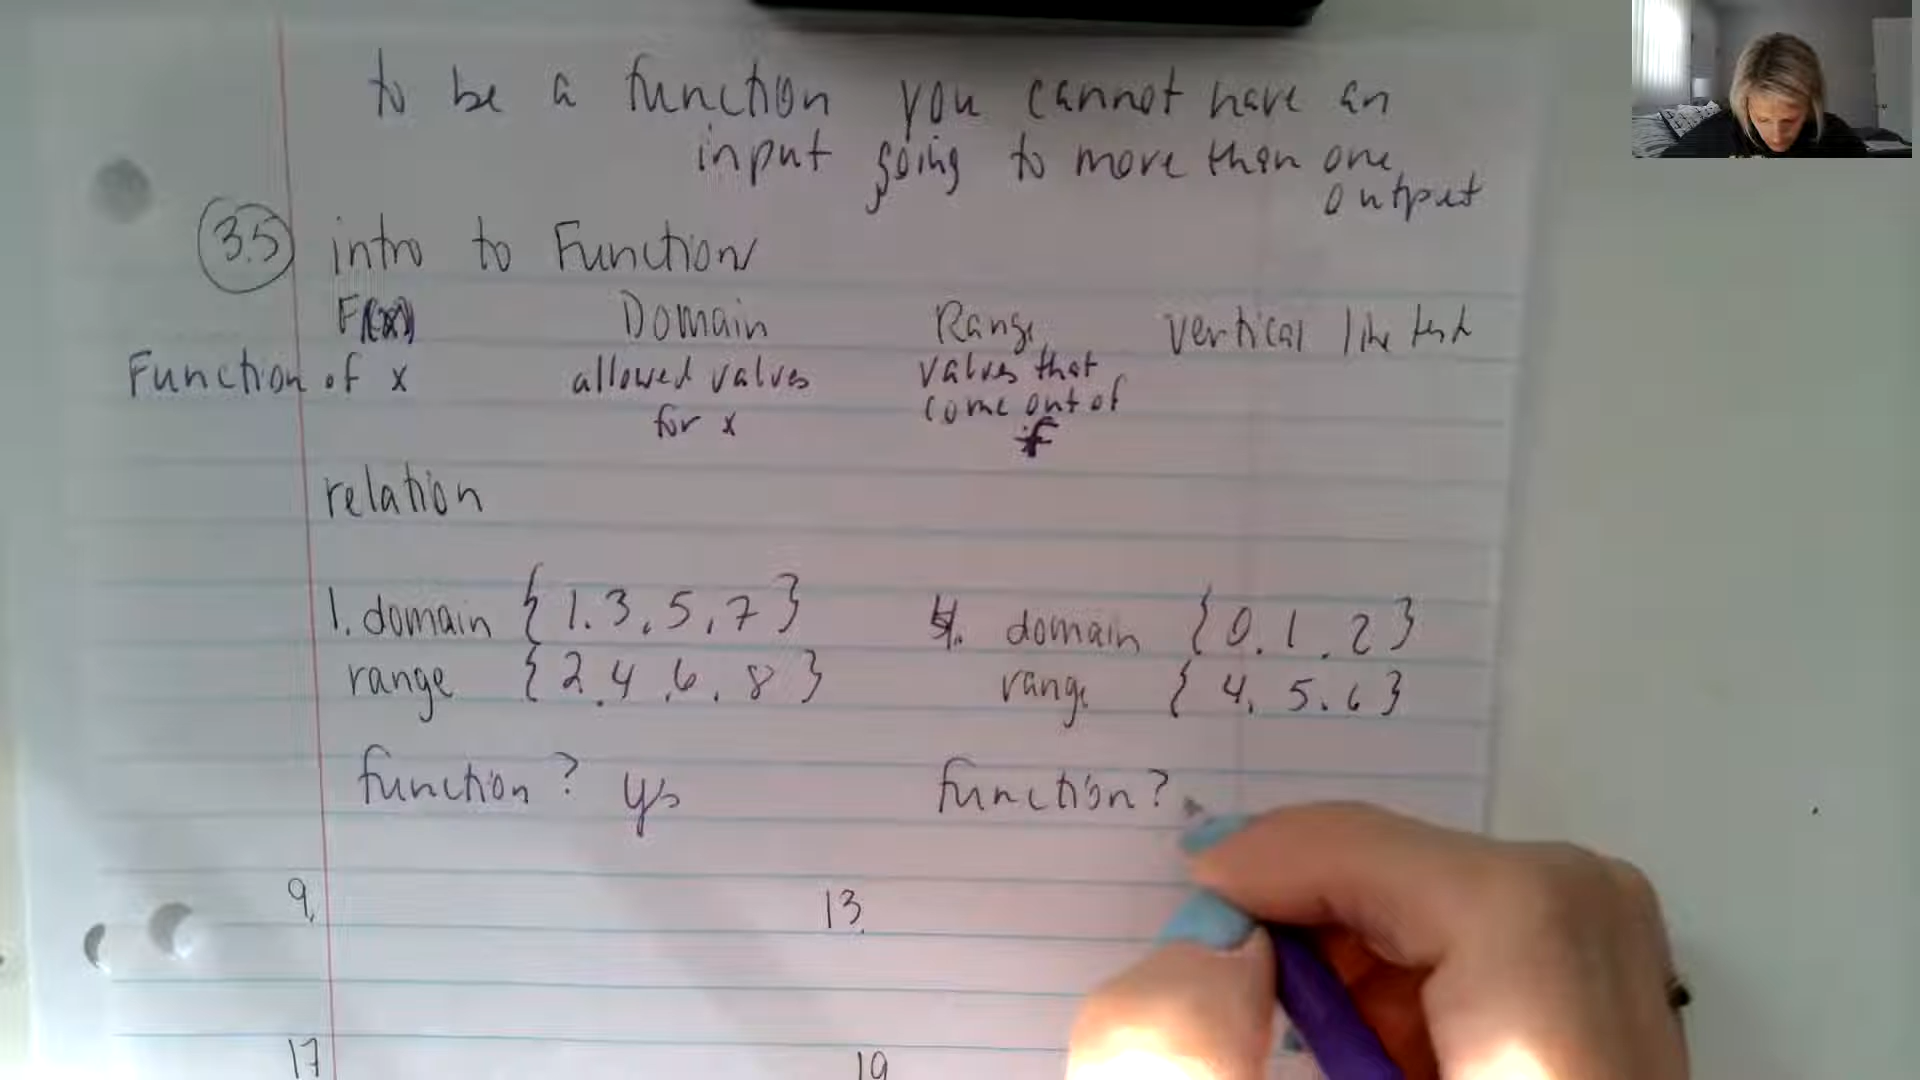 to be a function you cannot have an
input going to more than one
output
3.5 intro to Function
F(x) Domain Range vertical line test
Function of x allowed values values that
for x come out of
f
relation
1. domain { 1, 3, 5, 7 } 4. domain { 0, 1, 2 }
range { 2, 4, 6, 8 } range { 4, 5, 6 }
function? yes function?
9. 13.
17 19